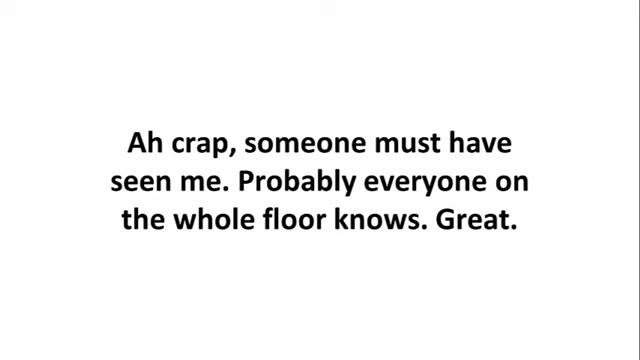 Ah crap, someone must have
seen me. Probably everyone on
the whole floor knows. Great.